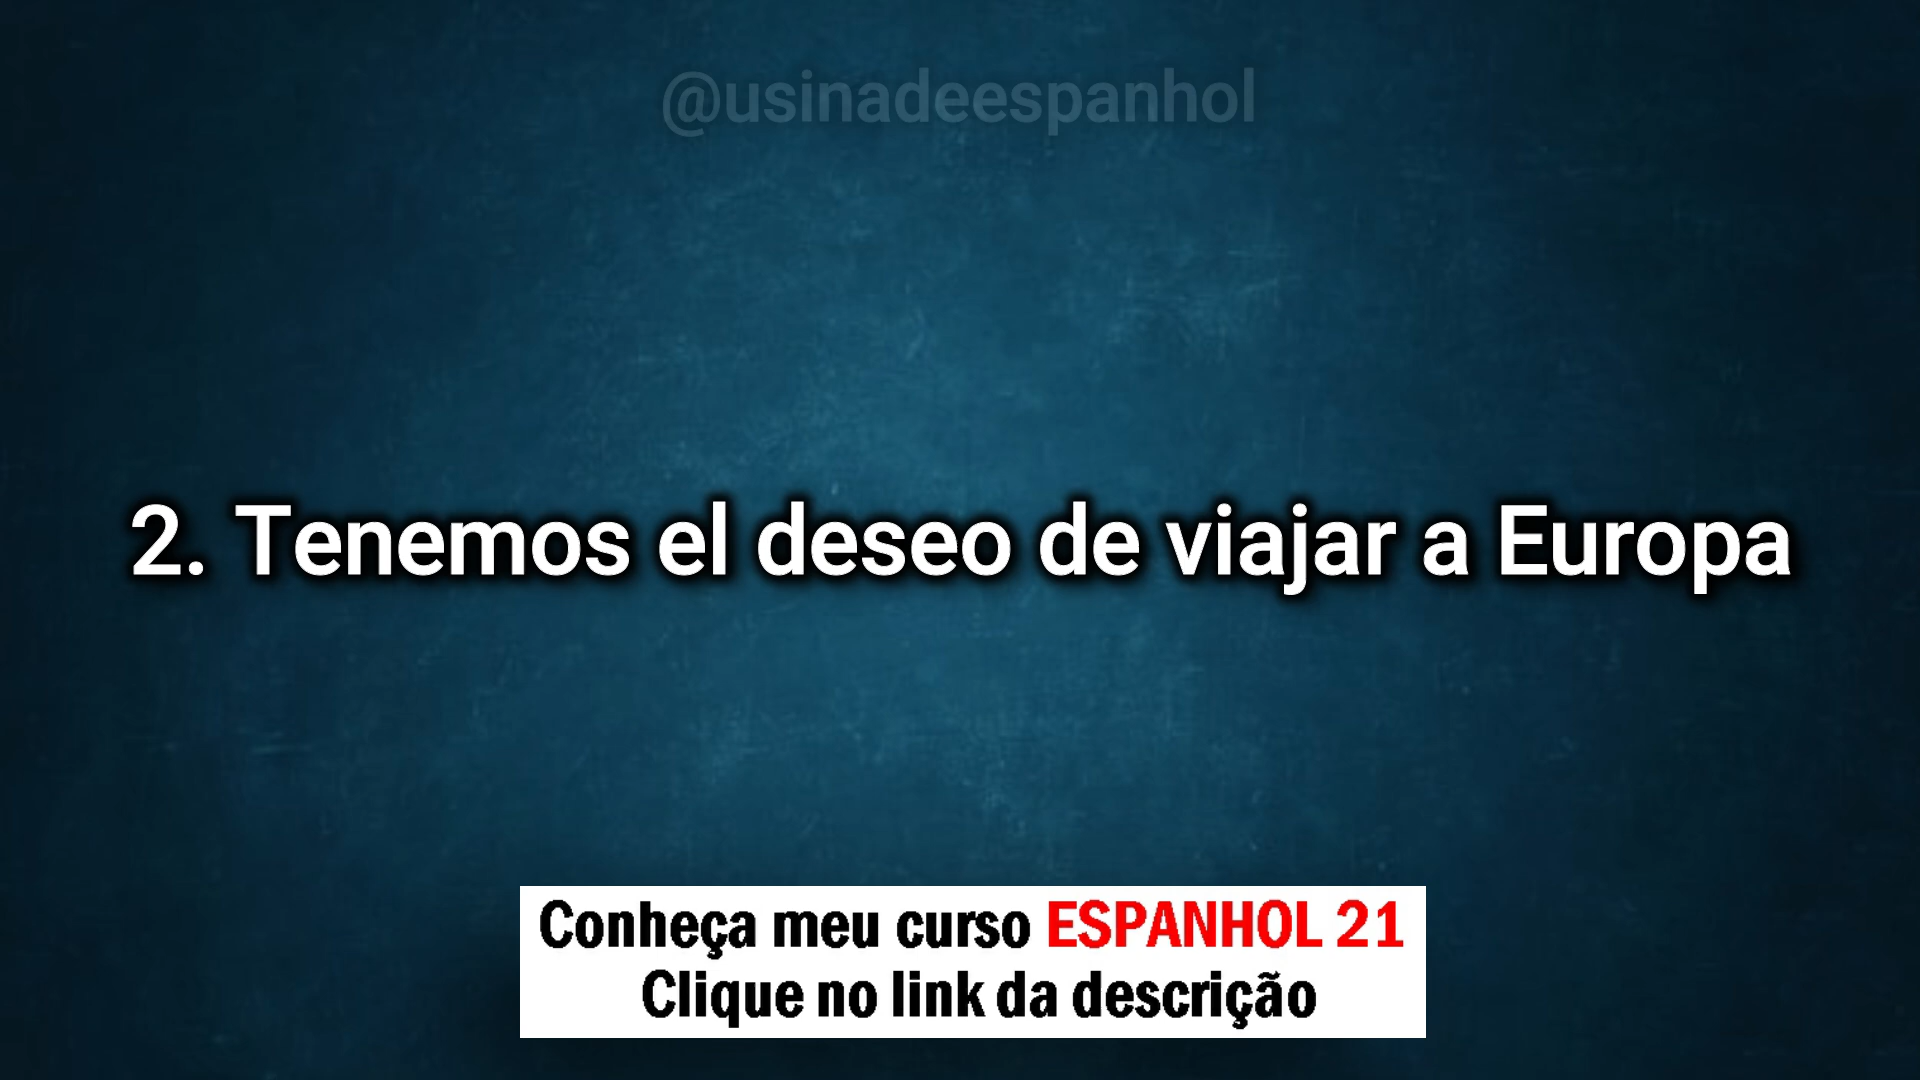 @usinadeespanhol
2. Tenemos el deseo de viajar a Europa
Conheça meu curso ESPANHOL 21
Clique no link da descrição